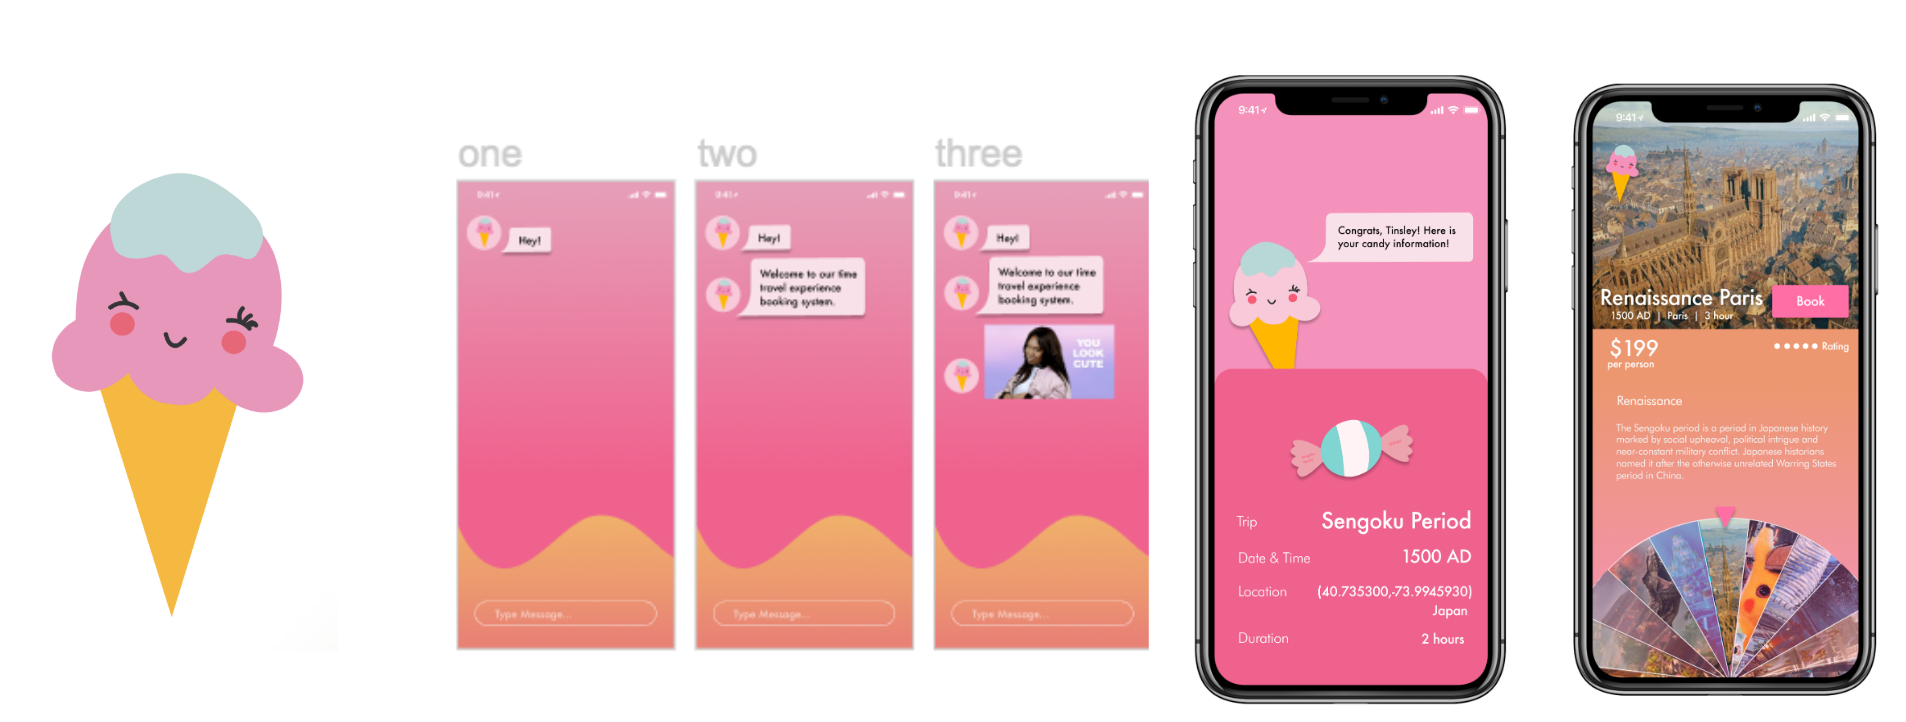 one
9:41
Hey!
Type Message...
two
9:41
Hey!
Welcome to our time
travel experience
booking system.
Type Message...
three
9:41
Hey!
Welcome to our time
travel experience
booking system.
YOU
LOOK
CUTE
Type Message...
9:41
Congrats, Tinsley! Here is
your candy information!
Trip Sengoku Period
Date & Time 1500 AD
Location (40.735300,-73.9945930)
Japan
Duration 2 hours
9:41
Renaissance Paris Book
1500 AD | Paris | 3 hour
$199 Rating
per person
Renaissance
The Sengoku period is a period in Japanese history
marked by social upheaval, political intrigue and
near-constant military conflict. Japanese historians
named it after the otherwise unrelated Warring States
period in China.